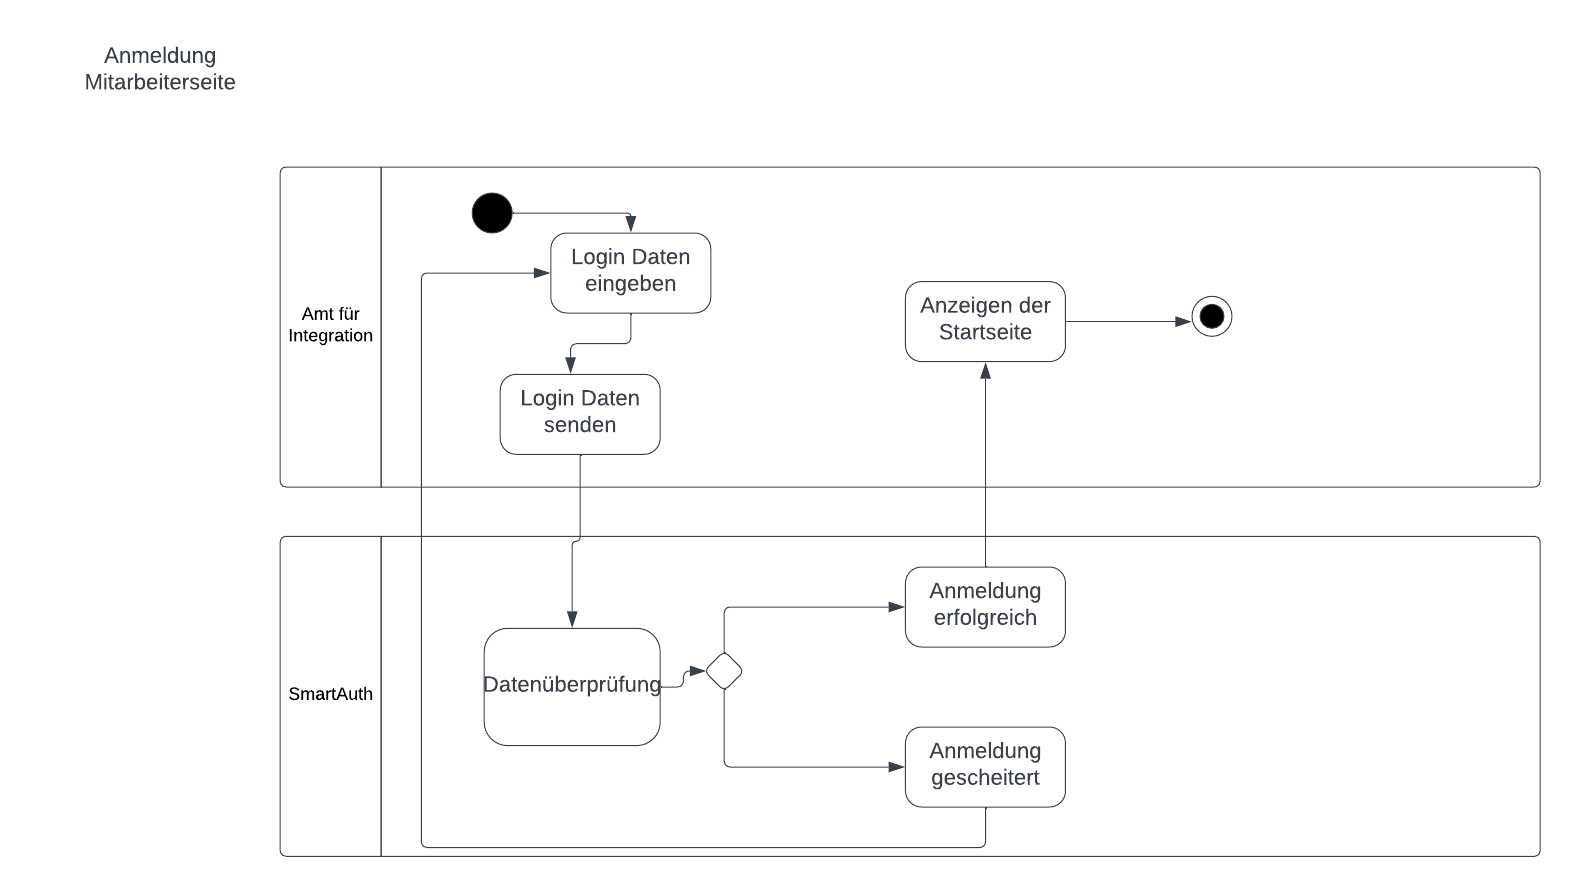 Anmeldung
Mitarbeiterseite
Amt für
Integration
Login Daten
eingeben
Login Daten
senden
Anzeigen der
Startseite
SmartAuth
Datenüberprüfung
Anmeldung
erfolgreich
Anmeldung
gescheitert